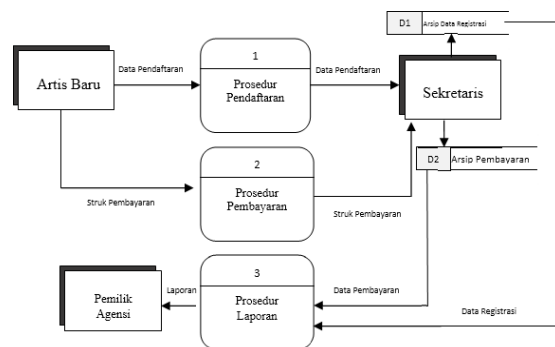 D1 Arsip Data Registrasi
1
Artis Baru
Data Pendaftaran
Prosedur
Pendaftaran
Data Pendaftaran
Sekretaris
2
D2 Arsip Pembayaran
Prosedur
Pembayaran
Struk Pembayaran
Struk Pembayaran
3
Pemilik
Agensi
Laporan
Prosedur
Laporan
Data Pembayaran
Data Registrasi